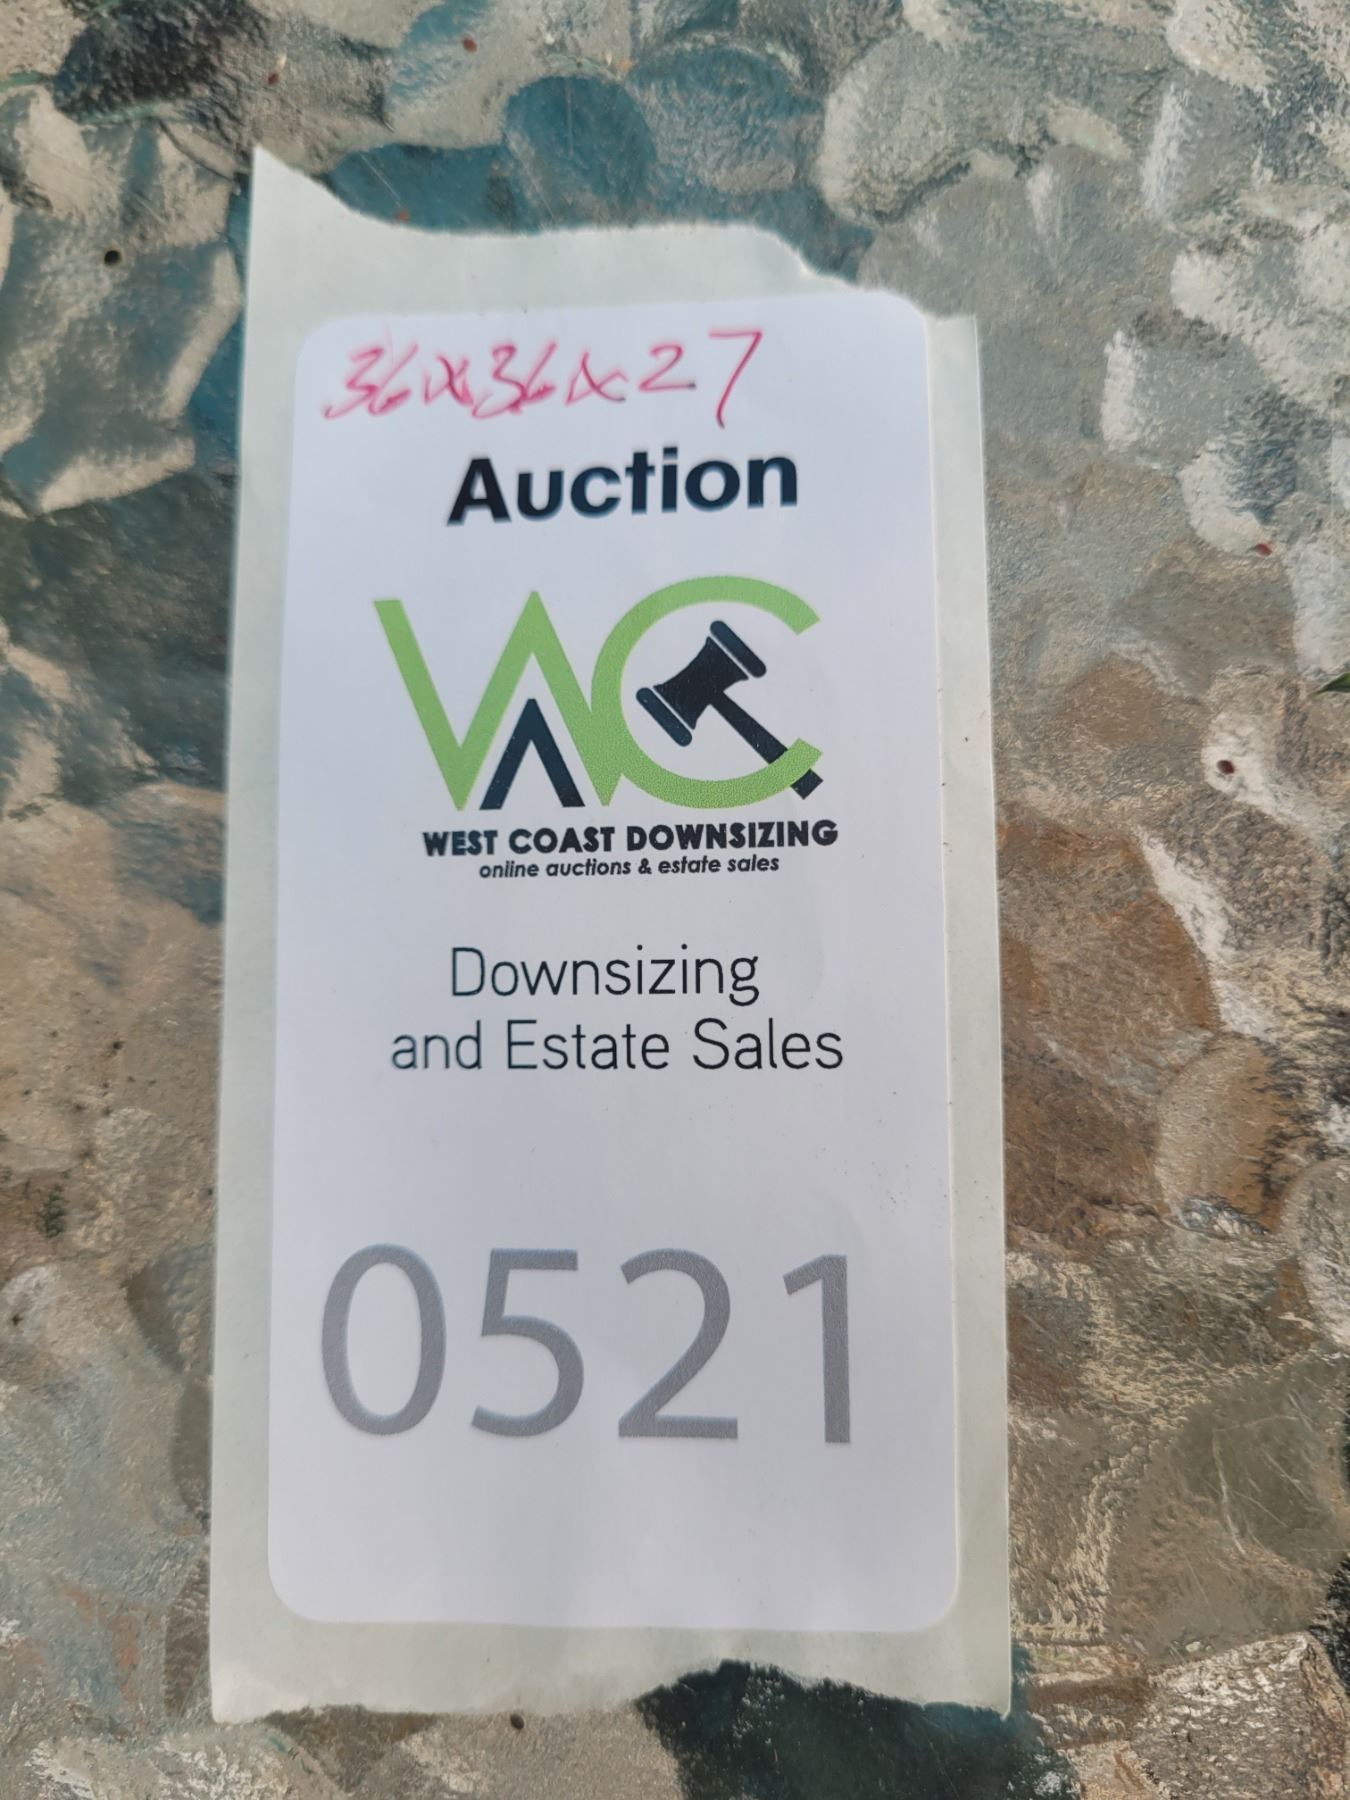 36x36x27
Auction
WC
WEST COAST DOWNSIZING
online auctions & estate sales
Downsizing
and Estate Sales
0521